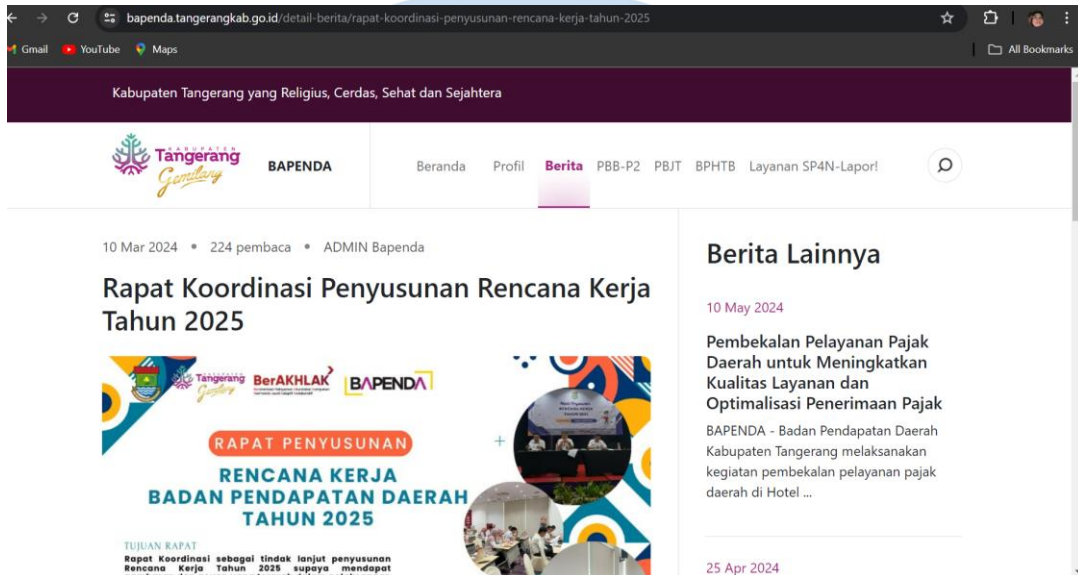 bapenda.tangerangkab.go.id/detail-berita/rapat-koordinasi-penyusunan-rencana-kerja-tahun-2025
Gmail YouTube Maps All Bookmarks
Kabupaten Tangerang yang Religius, Cerdas, Sehat dan Sejahtera
KABUPATEN
Tangerang
Gemilang
BAPENDA Beranda Profil Berita PBB-P2 PBJT BPHTB Layanan SP4N-Lapor!
10 Mar 2024 • 224 pembaca • ADMIN Bapenda
Rapat Koordinasi Penyusunan Rencana Kerja
Tahun 2025
Tangerang
Gemilang
BerAKHLAK
BAPENDA
RAPAT PENYUSUNAN
RENCANA KERJA
BADAN PENDAPATAN DAERAH
TAHUN 2025
TUJUAN RAPAT
Rapat Koordinasi sebagai tindak lanjut penyusunan
Rencana Kerja Tahun 2025 supaya mendapat
Berita Lainnya
10 May 2024
Pembekalan Pelayanan Pajak
Daerah untuk Meningkatkan
Kualitas Layanan dan
Optimalisasi Penerimaan Pajak
BAPENDA - Badan Pendapatan Daerah
Kabupaten Tangerang melaksanakan
kegiatan pembekalan pelayanan pajak
daerah di Hotel ...
25 Apr 2024